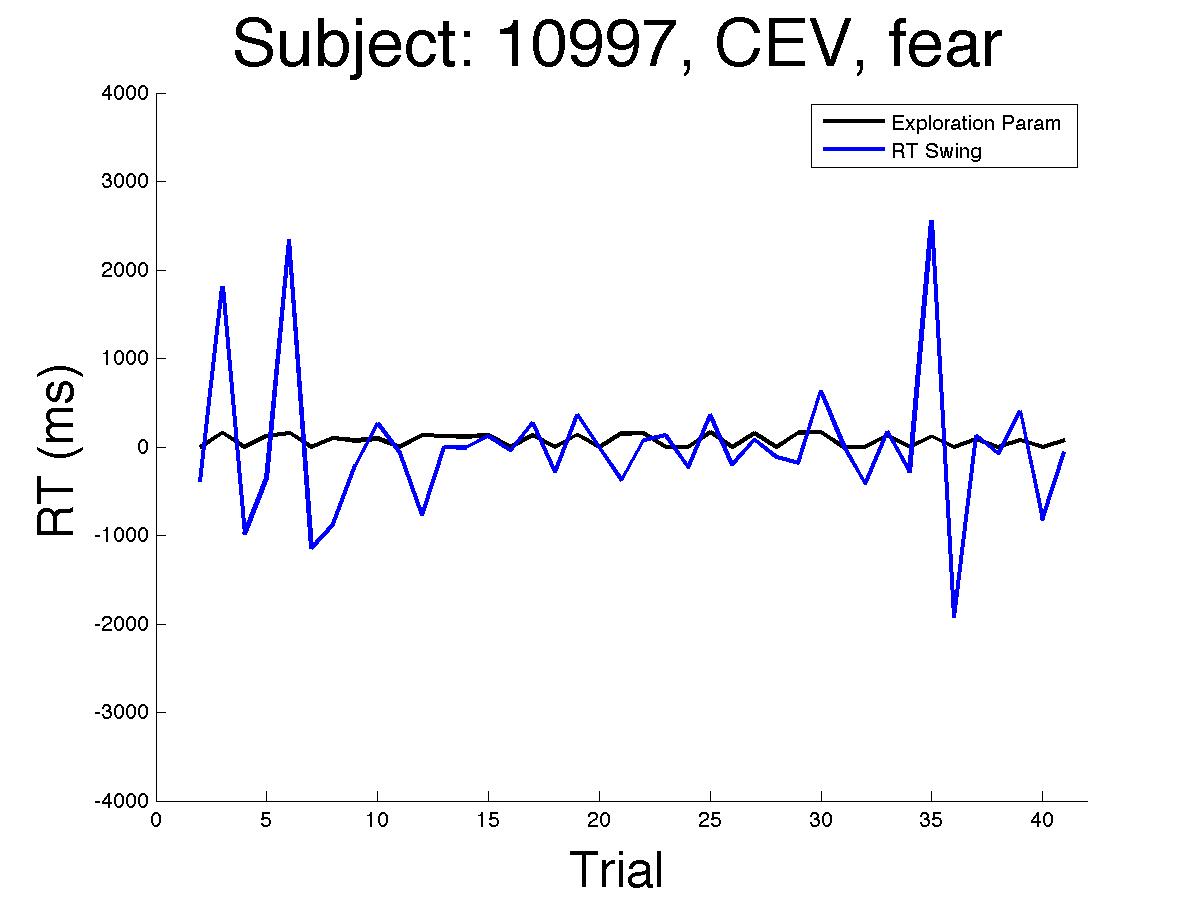 Subject: 10997, CEV, fear
Exploration Param
RT Swing
4000
3000
2000
1000
0
-1000
-2000
-3000
-4000
RT (ms)
0 5 10 15 20 25 30 35 40
Trial